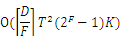 O(⌈D/F⌉ T²(2^F-1)K)